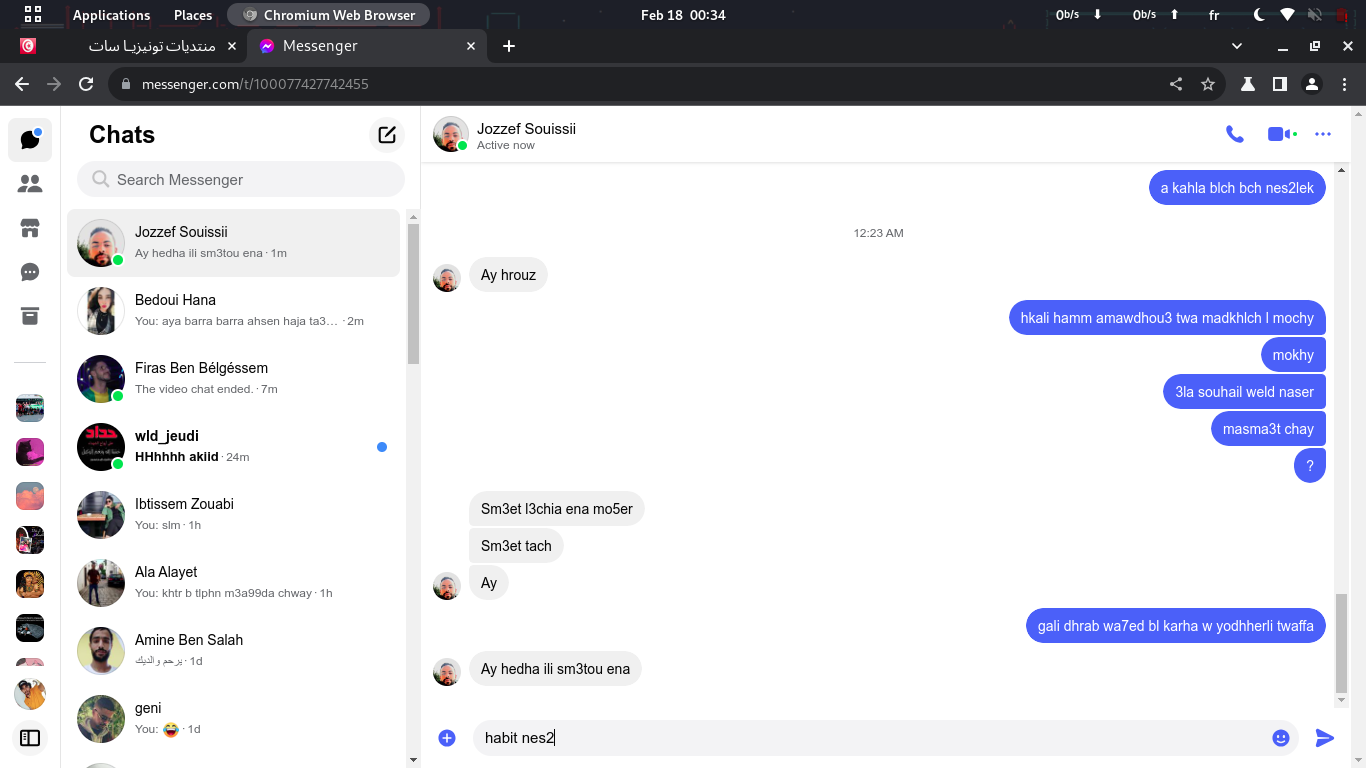 Applications Places Chromium Web Browser Feb 18 00:34 0b/s 0b/s fr
منتديات تونيزيـا سات Messenger
messenger.com/t/100077427742455
Chats
Search Messenger
Jozzef Souissii
Ay hedha ili sm3tou ena · 1m
Bedoui Hana
You: aya barra barra ahsen haja ta3… · 2m
Firas Ben Bélgéssem
The video chat ended. · 7m
wld_jeudi
HHhhhh akiid · 24m
Ibtissem Zouabi
You: slm · 1h
Ala Alayet
You: khtr b tlphn m3a99da chway · 1h
Amine Ben Salah
يرحم والديك · 1d
geni
You: 😂 · 1d
Jozzef Souissii
Active now
a kahla blch bch nes2lek
12:23 AM
Ay hrouz
hkali hamm amawdhou3 twa madkhlch l mochy
mokhy
3la souhail weld naser
masma3t chay
?
Sm3et l3chia ena mo5er
Sm3et tach
Ay
gali dhrab wa7ed bl karha w yodhherli twaffa
Ay hedha ili sm3tou ena
habit nes2